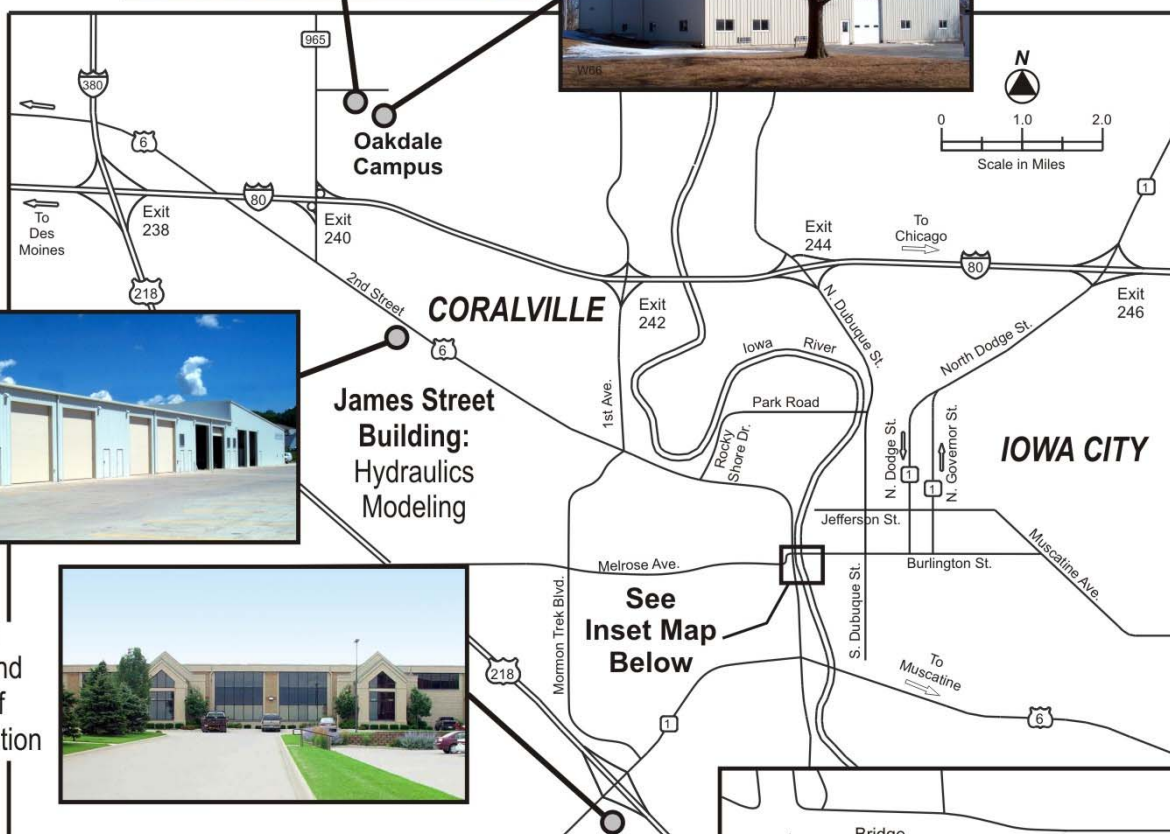 965
W66
N
0 1.0 2.0
Scale in Miles
380
6
Oakdale
Campus
1
To
Des
Moines
Exit
238
80
Exit
240
To
Chicago
Exit
244
80
Exit
246
218
2nd Street
CORALVILLE
Exit
242
6
N. Dubuque St.
North Dodge St.
Iowa River
James Street
Building:
Hydraulics
Modeling
1st Ave.
Park Road
Rocky
Shore Dr.
N. Dodge St.
N. Governor St.
1
1
IOWA CITY
Jefferson St.
Burlington St.
Muscatine Ave.
Melrose Ave.
Mormon Trek Blvd.
See
Inset Map
Below
S. Dubuque St.
To
Muscatine
6
218
1
nd
f
tion
Bridge